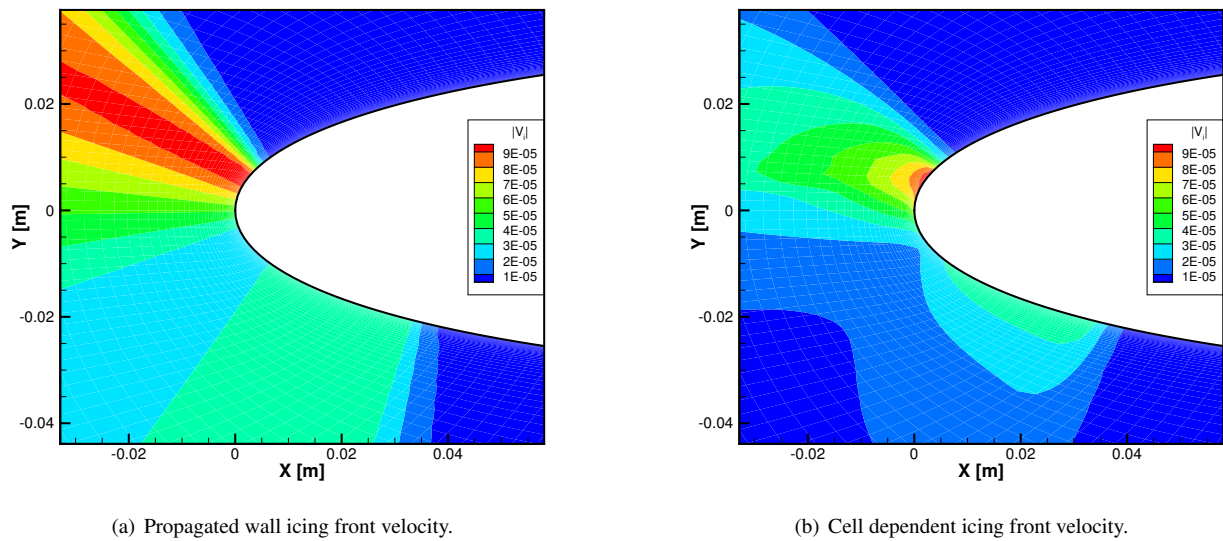 0.02
0
-0.02
-0.04
Y [m]
-0.02
0
0.02
0.04
X [m]
|Vᵢ|
9E-05
8E-05
7E-05
6E-05
5E-05
4E-05
3E-05
2E-05
1E-05
(a) Propagated wall icing front velocity.
0.02
0
-0.02
-0.04
Y [m]
-0.02
0
0.02
0.04
X [m]
|Vᵢ|
9E-05
8E-05
7E-05
6E-05
5E-05
4E-05
3E-05
2E-05
1E-05
(b) Cell dependent icing front velocity.